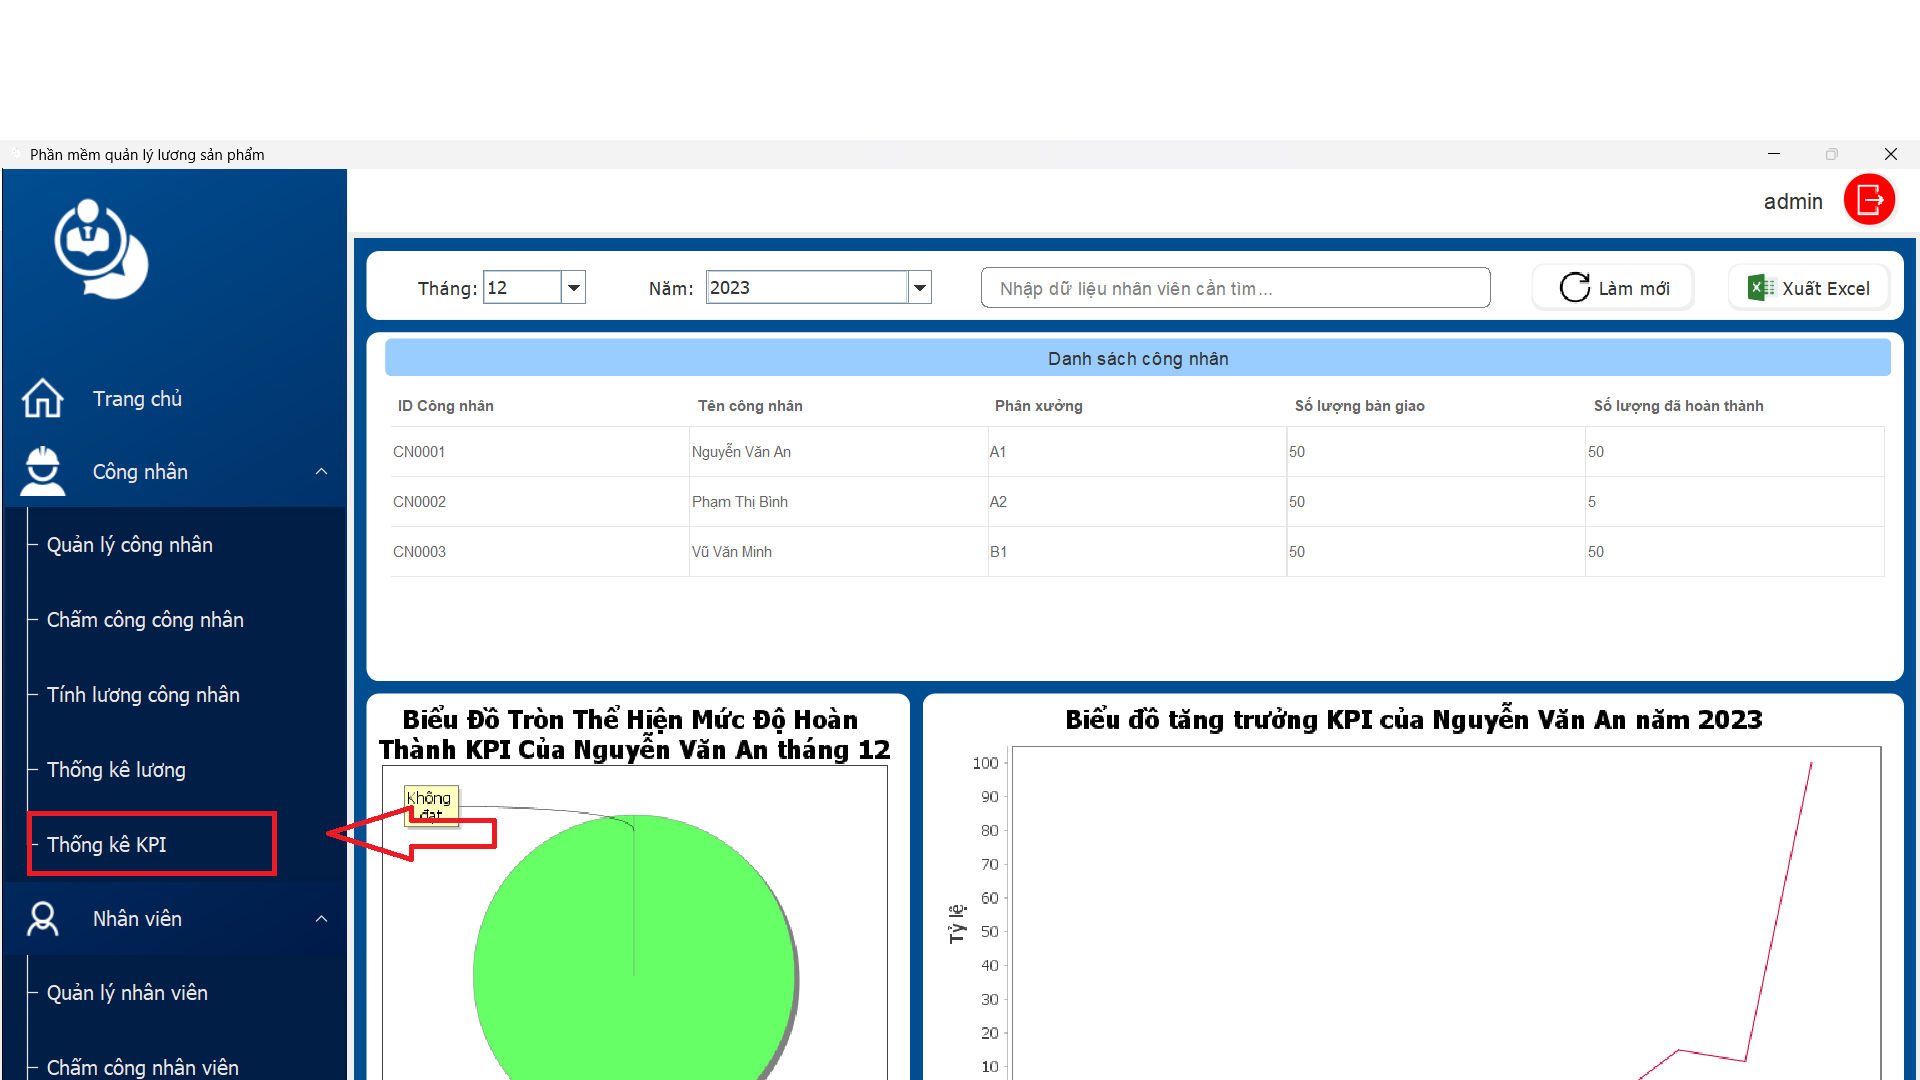 Phần mềm quản lý lương sản phẩm
admin
Tháng: 12 Năm: 2023 Nhập dữ liệu nhân viên cần tìm... Làm mới Xuất Excel
Trang chủ
Công nhân
Quản lý công nhân
Chấm công công nhân
Tính lương công nhân
Thống kê lương
Thống kê KPI
Nhân viên
Quản lý nhân viên
Chấm công nhân viên
Danh sách công nhân
ID Công nhân Tên công nhân Phân xưởng Số lượng bàn giao Số lượng đã hoàn thành
CN0001 Nguyễn Văn An A1 50 50
CN0002 Phạm Thị Bình A2 50 5
CN0003 Vũ Văn Minh B1 50 50
Biểu Đồ Tròn Thể Hiện Mức Độ Hoàn
Thành KPI Của Nguyễn Văn An tháng 12
Không
đạt
Biểu đồ tăng trưởng KPI của Nguyễn Văn An năm 2023
Tỷ lệ
100
90
80
70
60
50
40
30
20
10